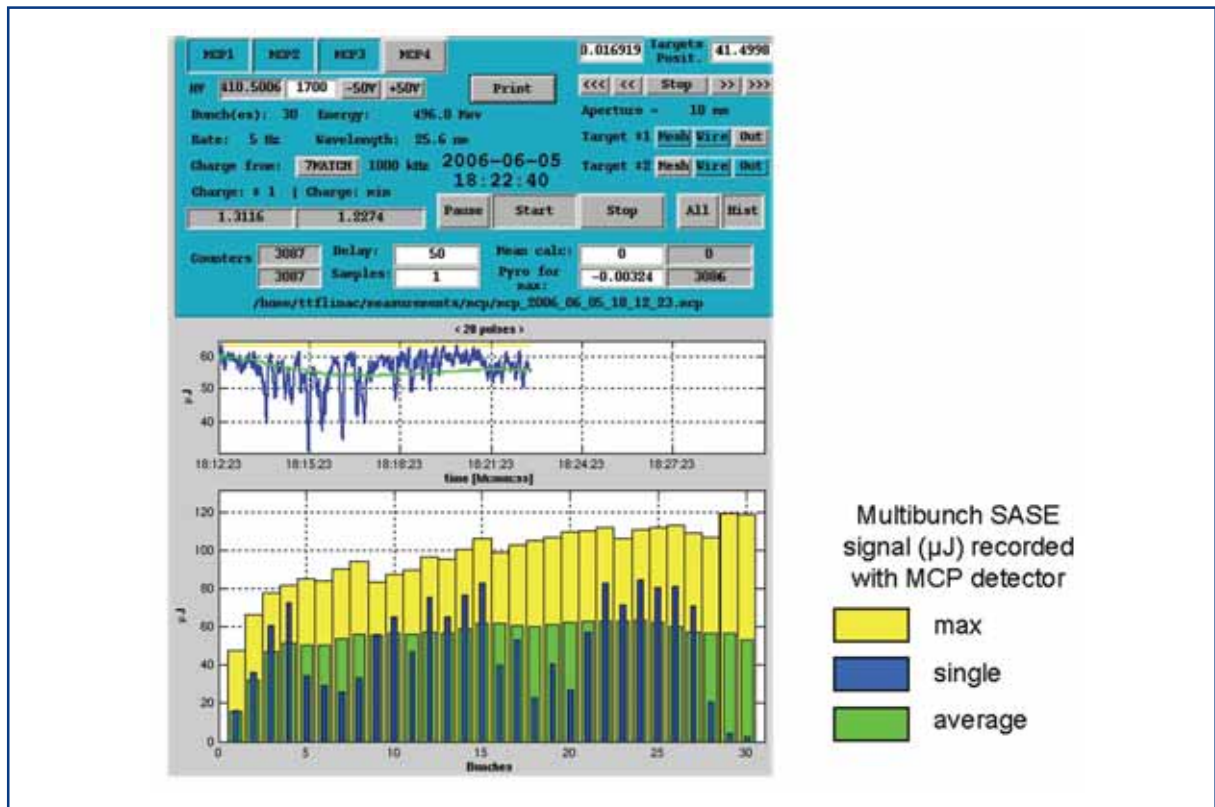 MCP1 MCP2 MCP3 MCP4
0.016919 Targets Posit. 41.4998
HV 410.5006 1700 -50V +50V Print <<< << Stop >> >>>
Bunch(es): 30 Energy: 496.0 Mev Aperture = 10 mm
Rate: 5 Hz Wavelength: 25.6 nm Target #1 Mesh Wire Out
Charge from: 7MATCH 1000 kHz 2006-06-05 Target #2 Mesh Wire Out
18:22:40
Charge: # 1 | Charge: min
1.3116 1.2274 Pause Start Stop All Hist
Counters 3087 Delay: 50 Mean calc: 0 0
3087 Samples: 1 Pyro for max: -0.00324 3086
/home/ttflinac/measurements/mcp/mcp_2006_06_05_18_12_23.mcp
< 20 pulses >
60
50
40
µJ
18:12:23 18:15:23 18:18:23 18:21:23 18:24:23 18:27:23
time [hh:mm:ss]
120
100
80
60
40
20
0
µJ
0 5 10 15 20 25 30
Bunches
Multibunch SASE
signal (µJ) recorded
with MCP detector
max
single
average